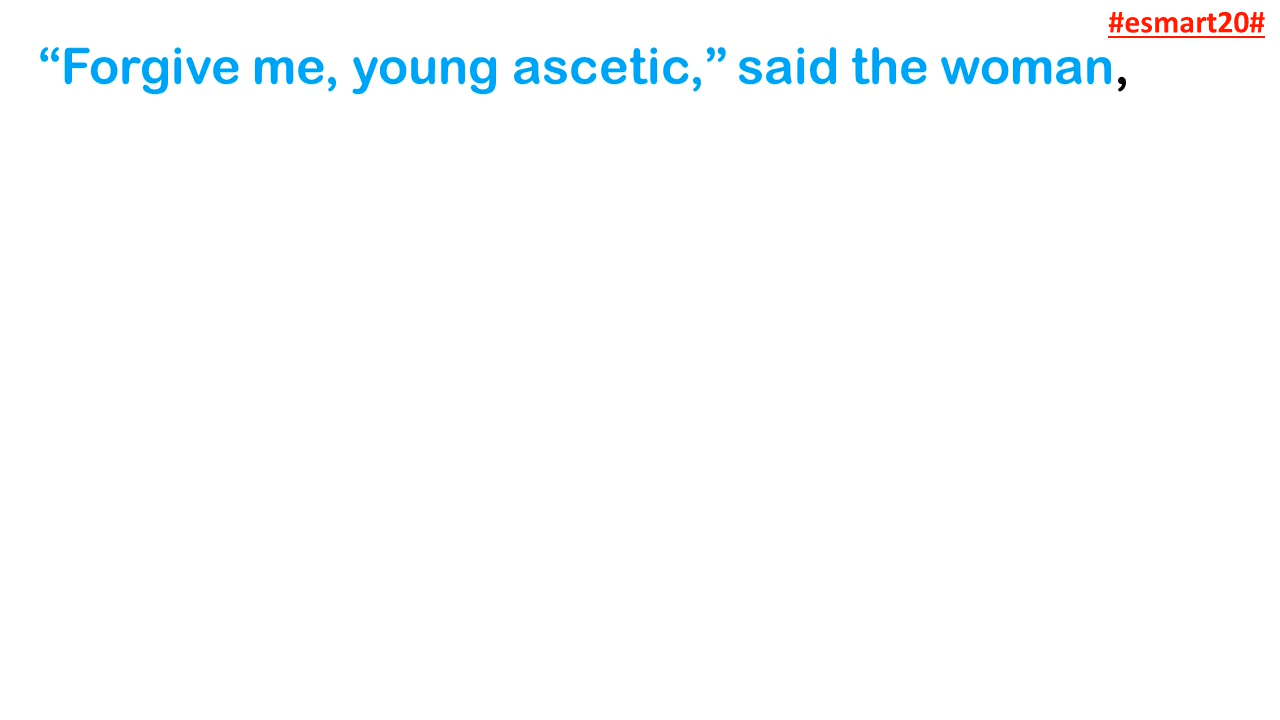 #esmart20#
“Forgive me, young ascetic,” said the woman,